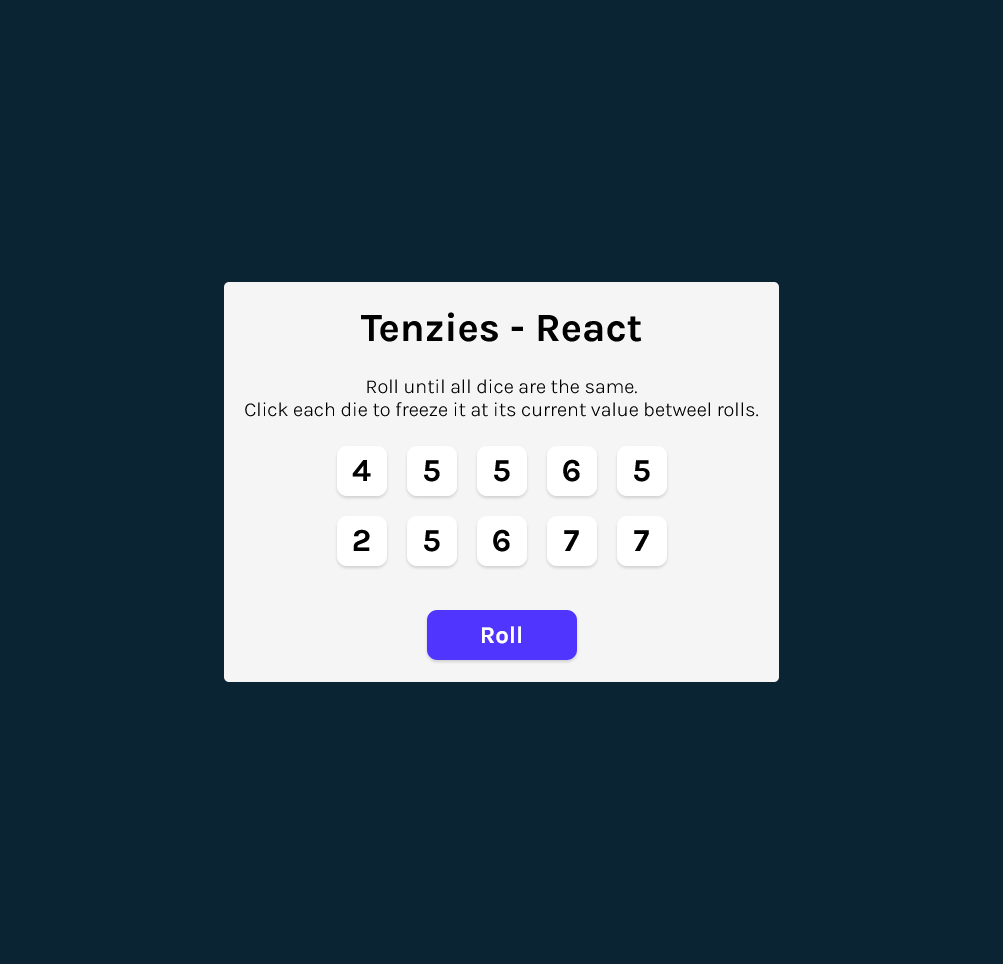 Tenzies - React
Roll until all dice are the same.
Click each die to freeze it at its current value betweel rolls.
4 5 5 6 5
2 5 6 7 7
Roll